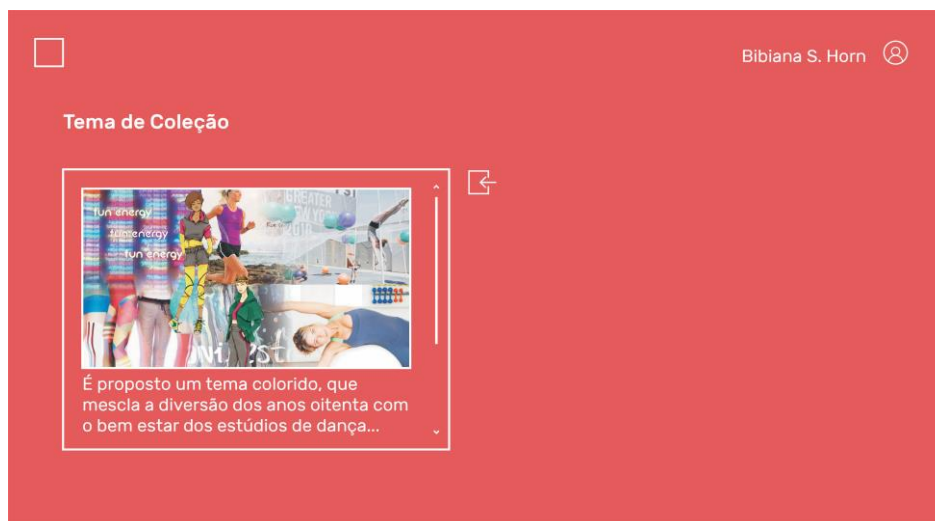 Bibiana S. Horn
Tema de Coleção
GREATER
fun energy
fun energy
fun energy
É proposto um tema colorido, que
mescla a diversão dos anos oitenta com
o bem estar dos estúdios de dança...